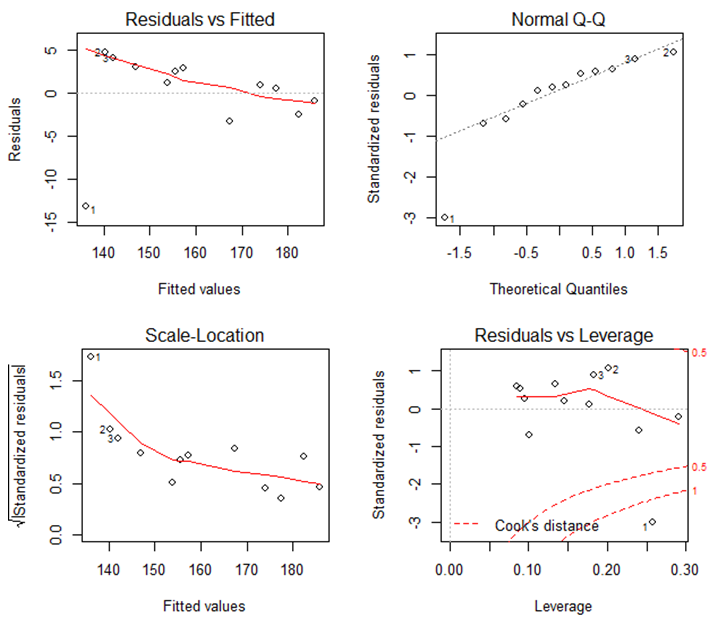 Residuals vs Fitted
Residuals
5
0
-5
-10
-15
2
3
1
140 150 160 170 180
Fitted values
Normal Q-Q
Standardized residuals
1
0
-1
-2
-3
3
2
1
-1.5 -0.5 0.5 1.5
Theoretical Quantiles
Scale-Location
√|Standardized residuals|
1.5
1.0
0.5
0.0
1
2
3
140 150 160 170 180
Fitted values
Residuals vs Leverage
Standardized residuals
1
0
-1
-2
-3
3
2
1
0.5
0.5
1
Cook's distance
0.00 0.10 0.20 0.30
Leverage